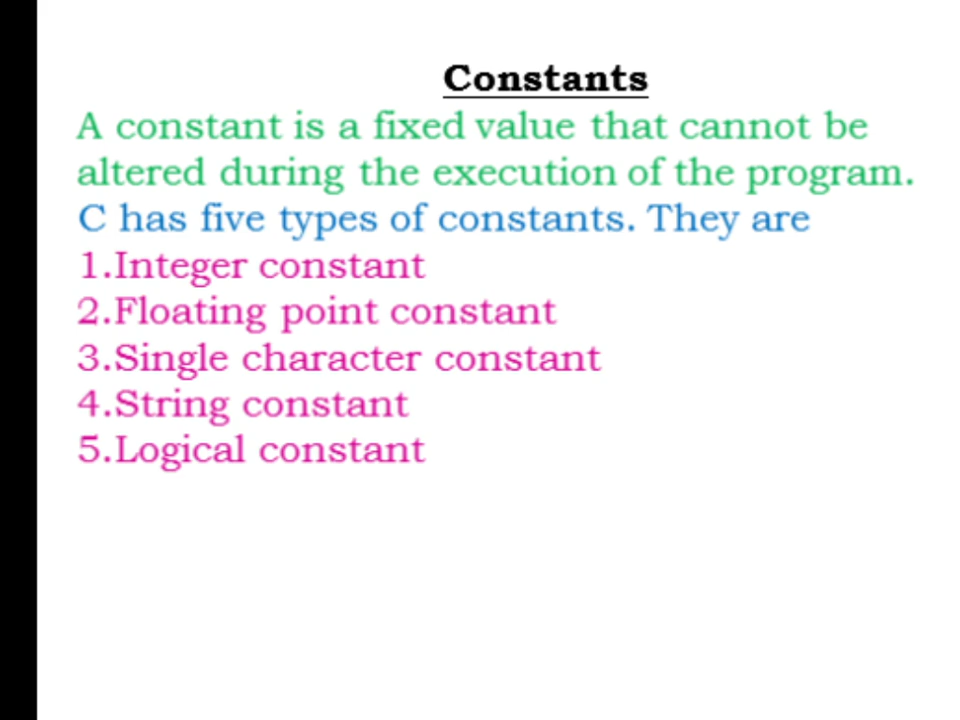 Constants
A constant is a fixed value that cannot be
altered during the execution of the program.
C has five types of constants. They are
1.Integer constant
2.Floating point constant
3.Single character constant
4.String constant
5.Logical constant